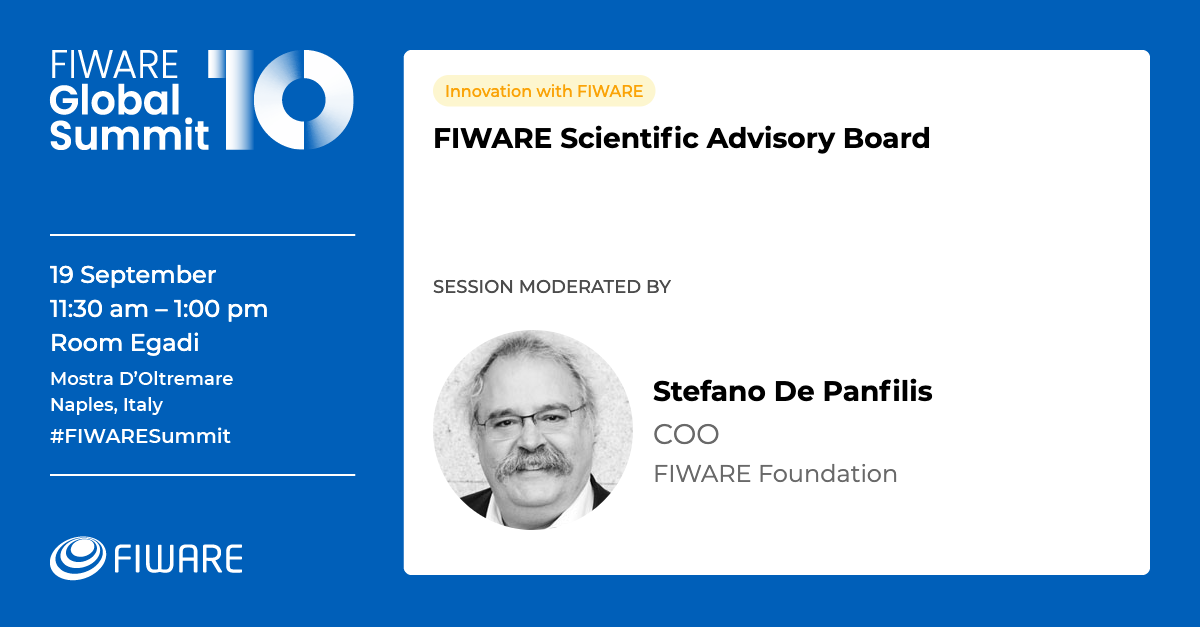 FIWARE
Global
Summit
10
19 September
11:30 am – 1:00 pm
Room Egadi
Mostra D’Oltremare
Naples, Italy
#FIWARESummit
FIWARE
Innovation with FIWARE
FIWARE Scientific Advisory Board
SESSION MODERATED BY
Stefano De Panfilis
COO
FIWARE Foundation